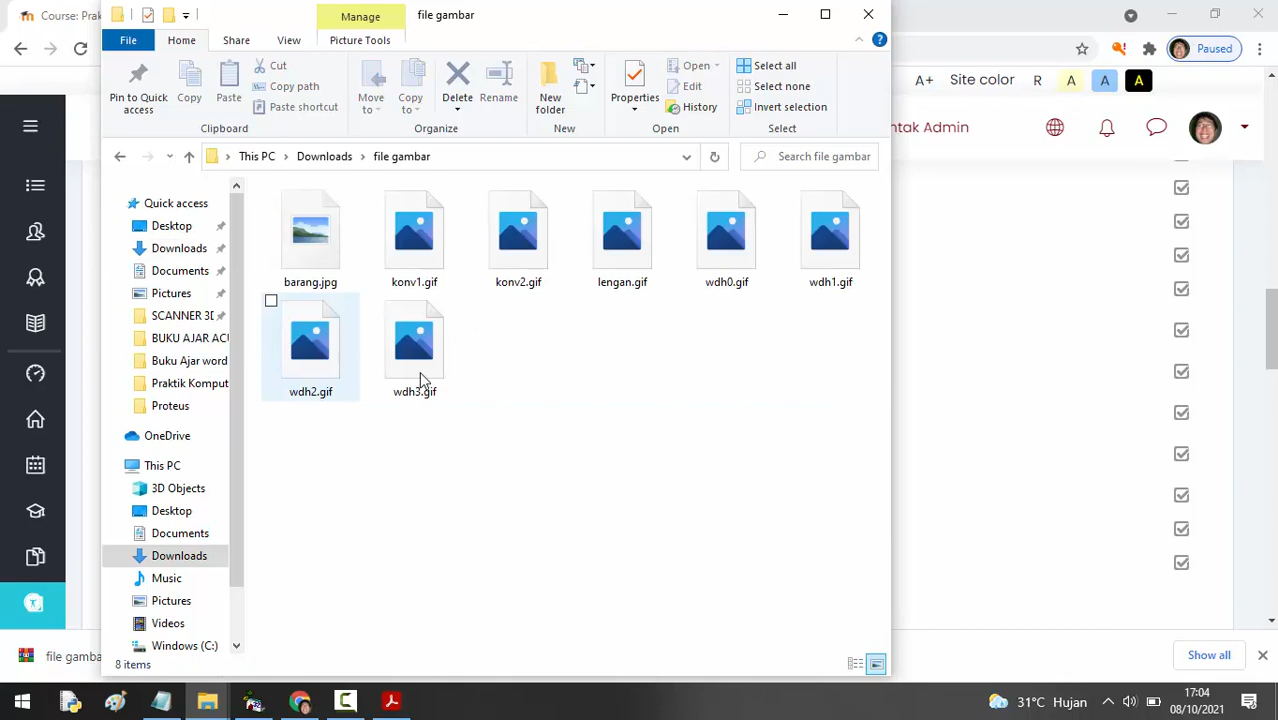 Course: Prak
Manage
file gambar
File
Home
Share
View
Picture Tools
Paused
Pin to Quick access
Copy
Paste
Cut
Copy path
Paste shortcut
Clipboard
Move to
Copy to
Delete
Rename
Organize
New folder
New
Properties
Open
Edit
History
Open
Select all
Select none
Invert selection
Select
A+
Site color
R
A
A
A
ntak Admin
This PC
Downloads
file gambar
Search file gambar
Quick access
Desktop
Downloads
Documents
Pictures
SCANNER 3D
BUKU AJAR ACU
Buku Ajar word
Praktik Komput
Proteus
OneDrive
This PC
3D Objects
Desktop
Documents
Downloads
Music
Pictures
Videos
Windows (C:)
barang.jpg
konv1.gif
konv2.gif
lengan.gif
wdh0.gif
wdh1.gif
wdh2.gif
wdh3.gif
8 items
file gamba
Show all
31°C Hujan
17:04
08/10/2021